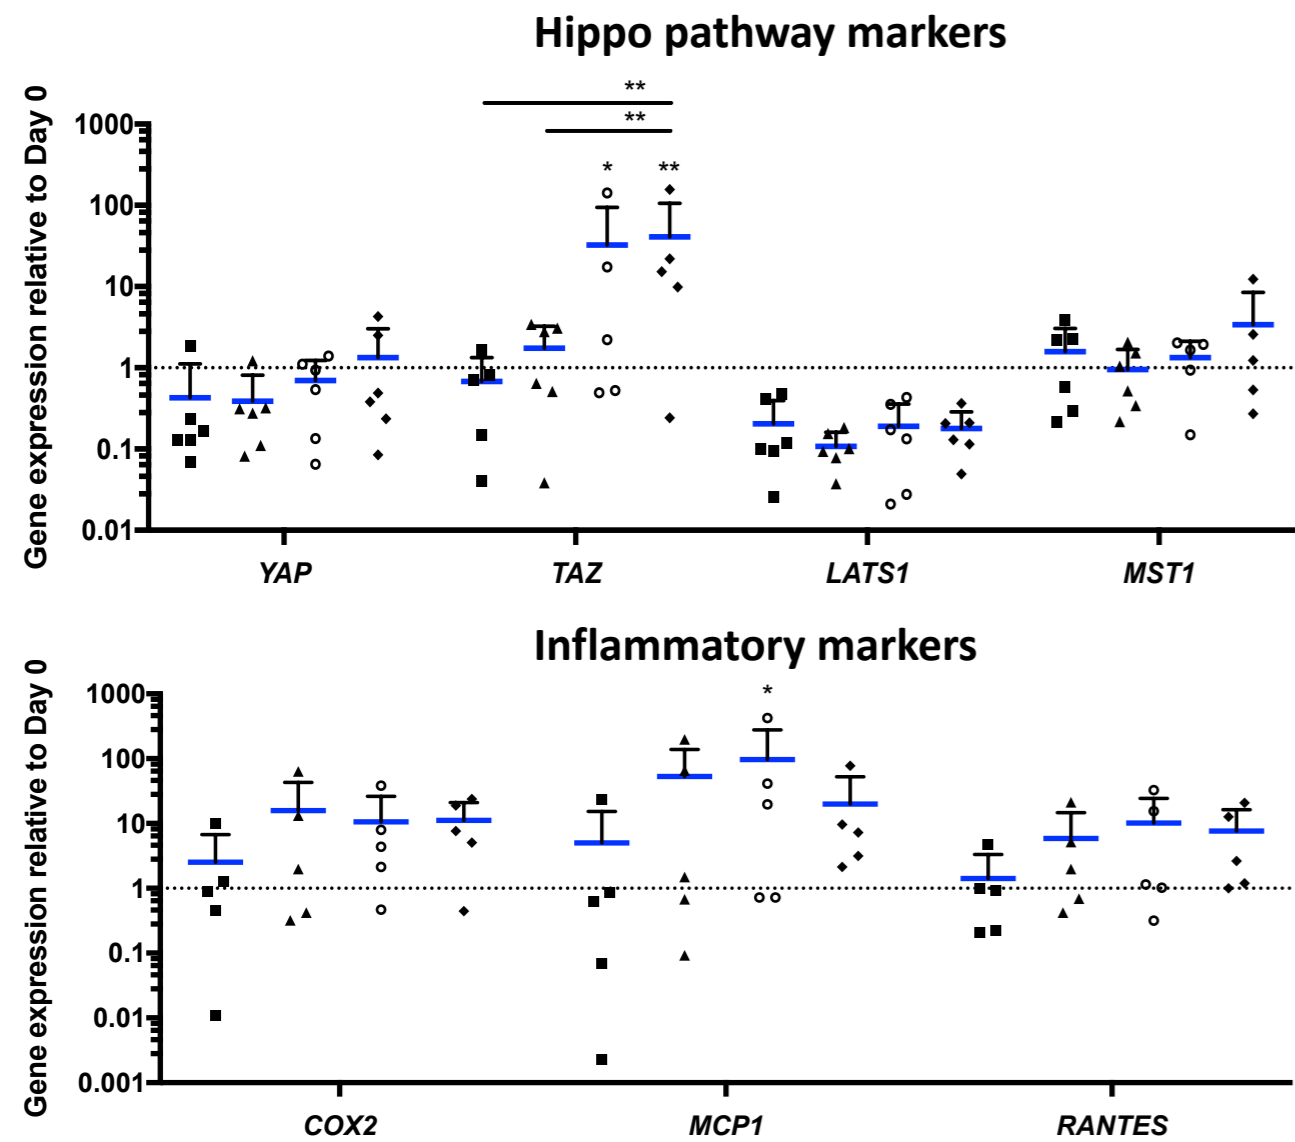 Hippo pathway markers
Gene expression relative to Day 0
**
**
* **
1000
100
10
1
0.1
0.01
YAP TAZ LATS1 MST1
Inflammatory markers
Gene expression relative to Day 0
*
1000
100
10
1
0.1
0.01
0.001
COX2 MCP1 RANTES